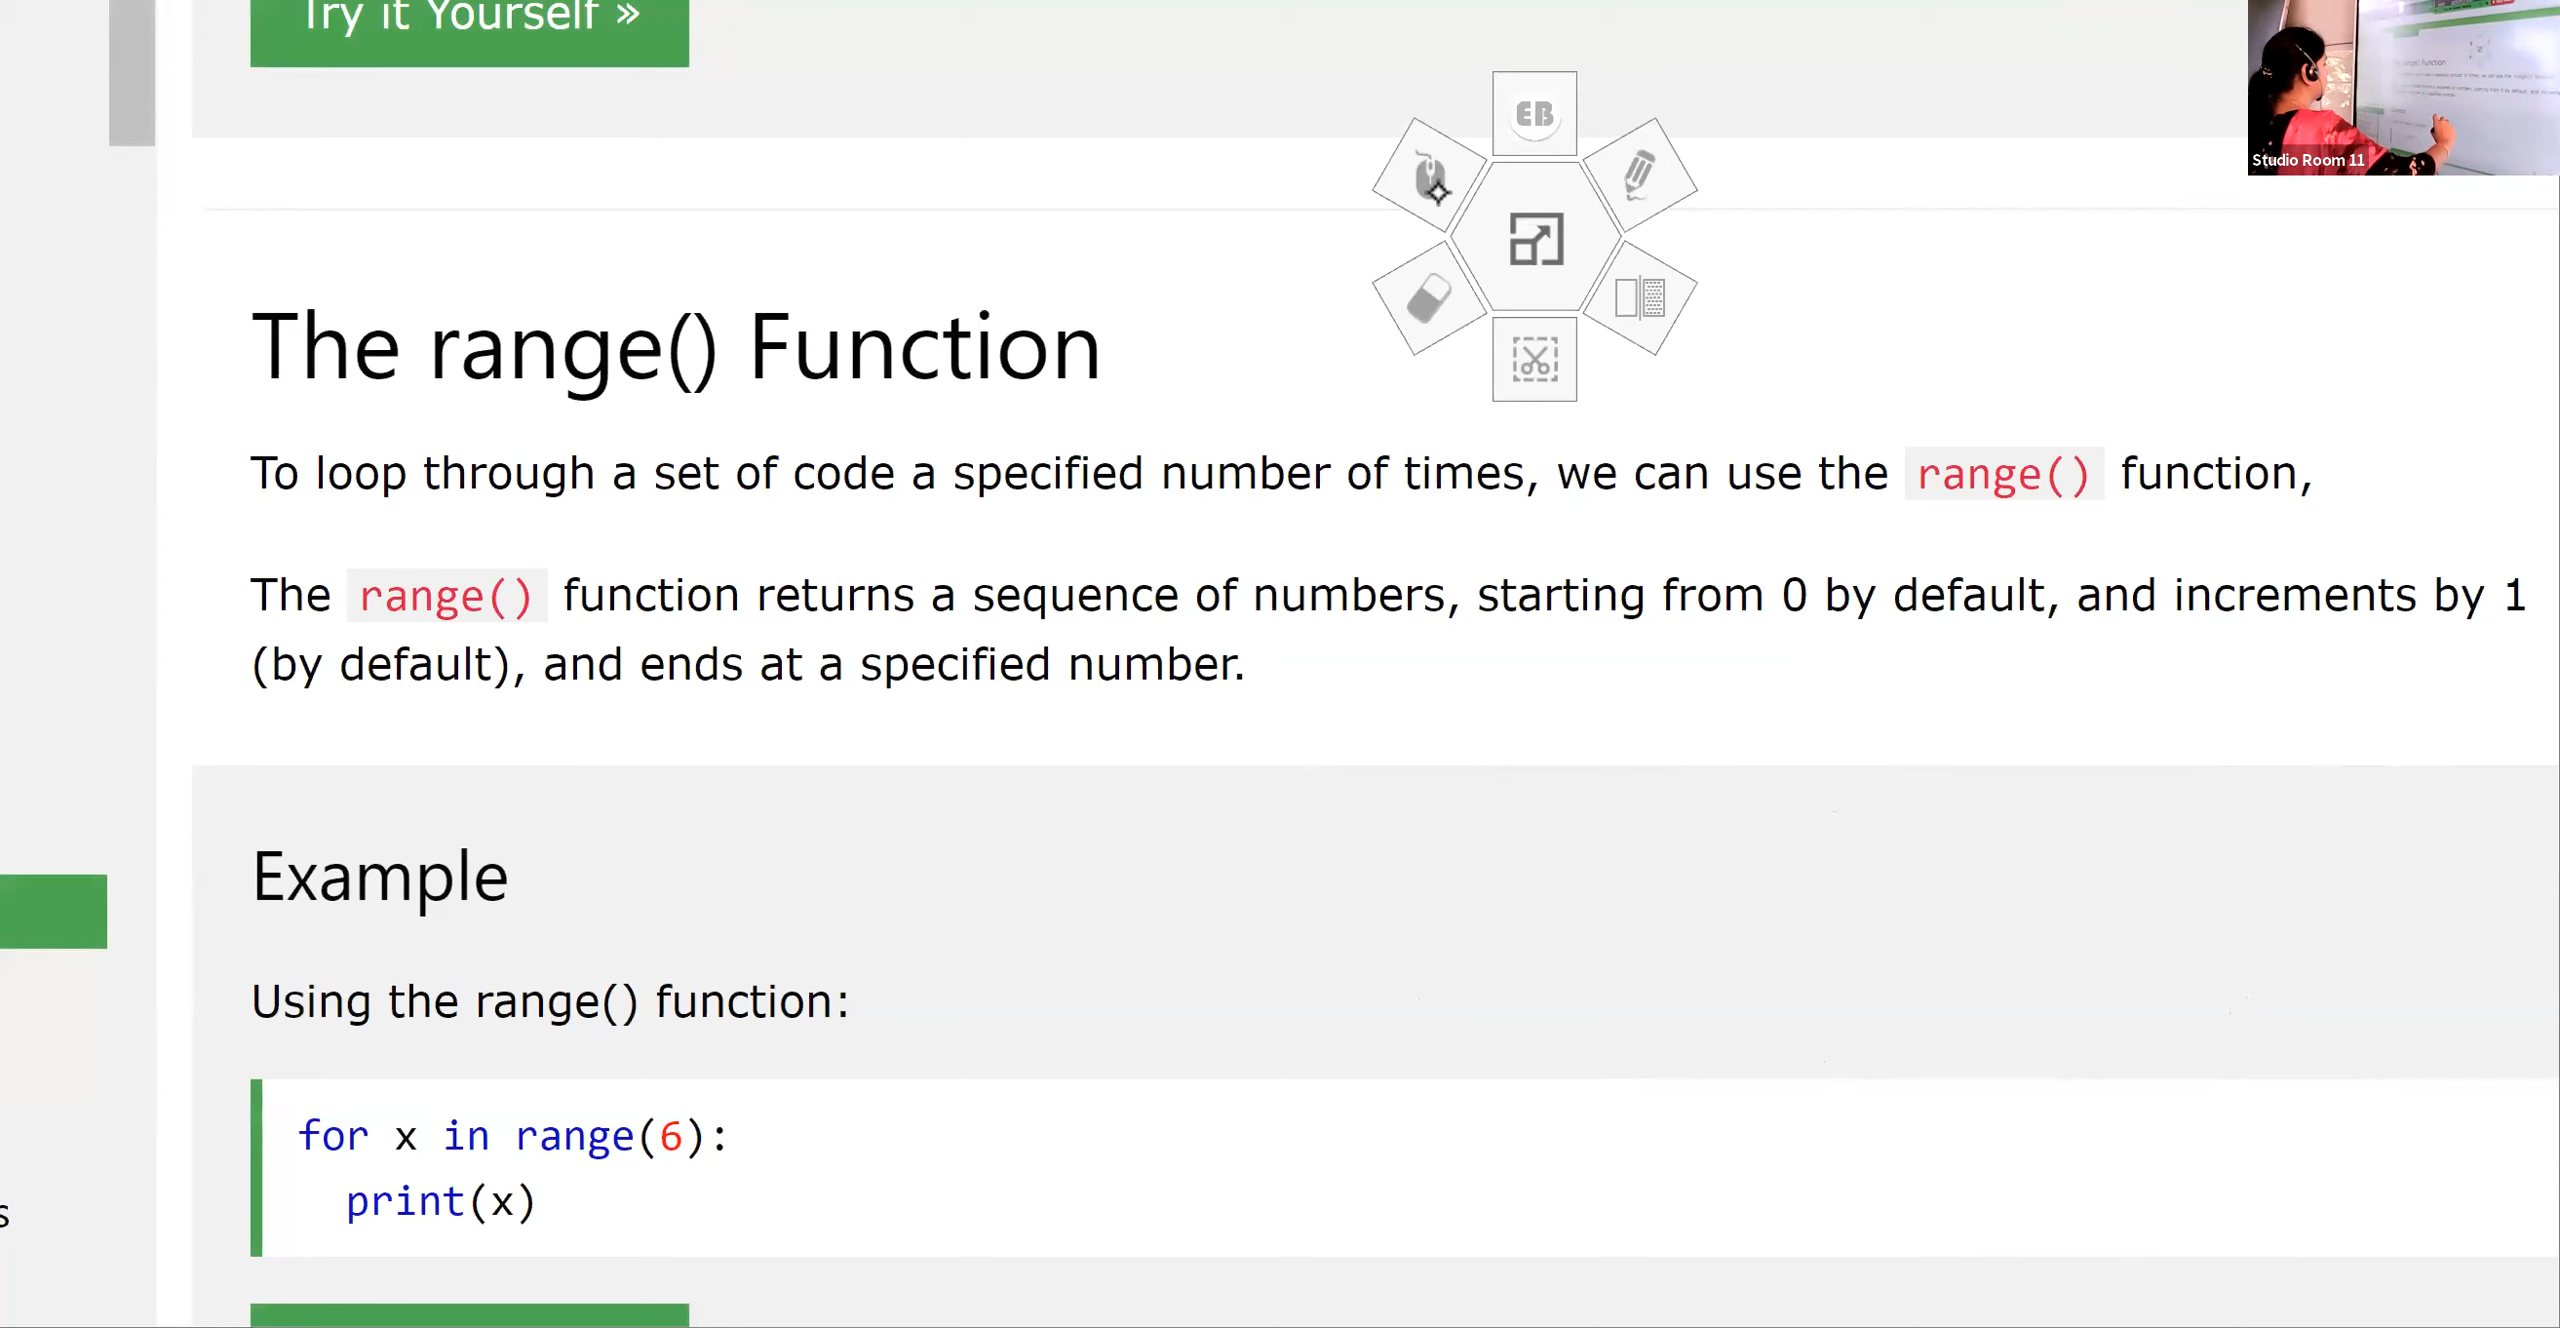 Try it Yourself »
EB
Studio Room 11
The range() Function
To loop through a set of code a specified number of times, we can use the range() function,
The range() function returns a sequence of numbers, starting from 0 by default, and increments by 1
(by default), and ends at a specified number.
Example
Using the range() function:
for x in range(6):
print(x)
s